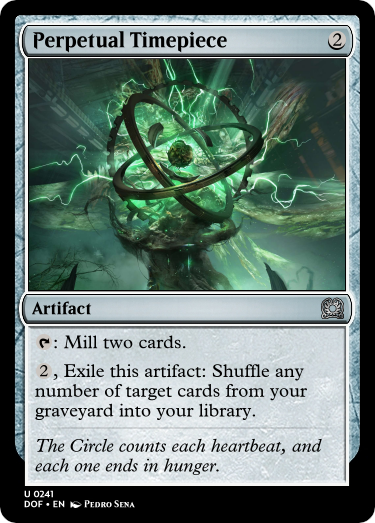 Perpetual Timepiece 2
Artifact
: Mill two cards.
2, Exile this artifact: Shuffle any
number of target cards from your
graveyard into your library.
The Circle counts each heartbeat, and
each one ends in hunger.
U 0241
DOF • EN Pedro Sena